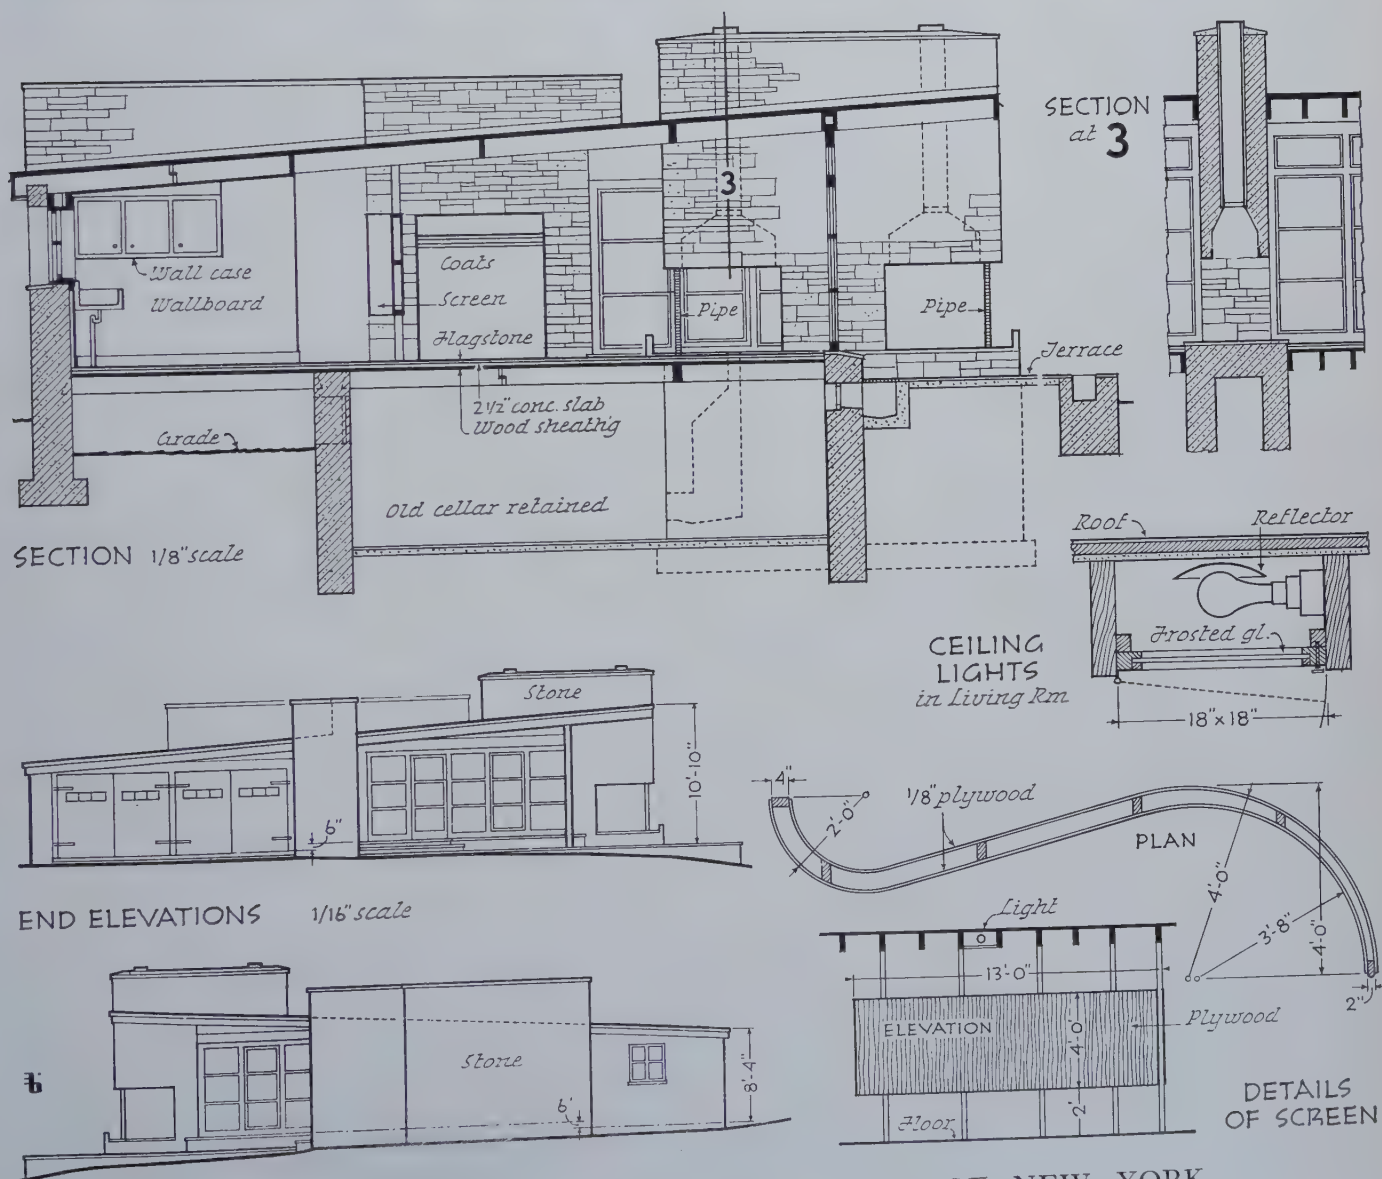 SECTION
at 3
3
Wall case
Wallboard
Coats
Screen
Flagstone
Pipe
Pipe
Terrace
2 1/2" conc. slab
Wood sheath'g
Grade
Old cellar retained
SECTION 1/8" scale
Roof
Reflector
Frosted gl.
CEILING
LIGHTS
in Living Rm
18" x 18"
Stone
10'-10"
6"
END ELEVATIONS 1/16" scale
4"
2'-0"
1/8" plywood
PLAN
4'-0"
3'-8"
4'-0"
2"
Light
13'-0"
ELEVATION
4'-0"
Plywood
2'
Floor
DETAILS
OF SCREEN
Stone
8'-4"
6'
NEW YORK